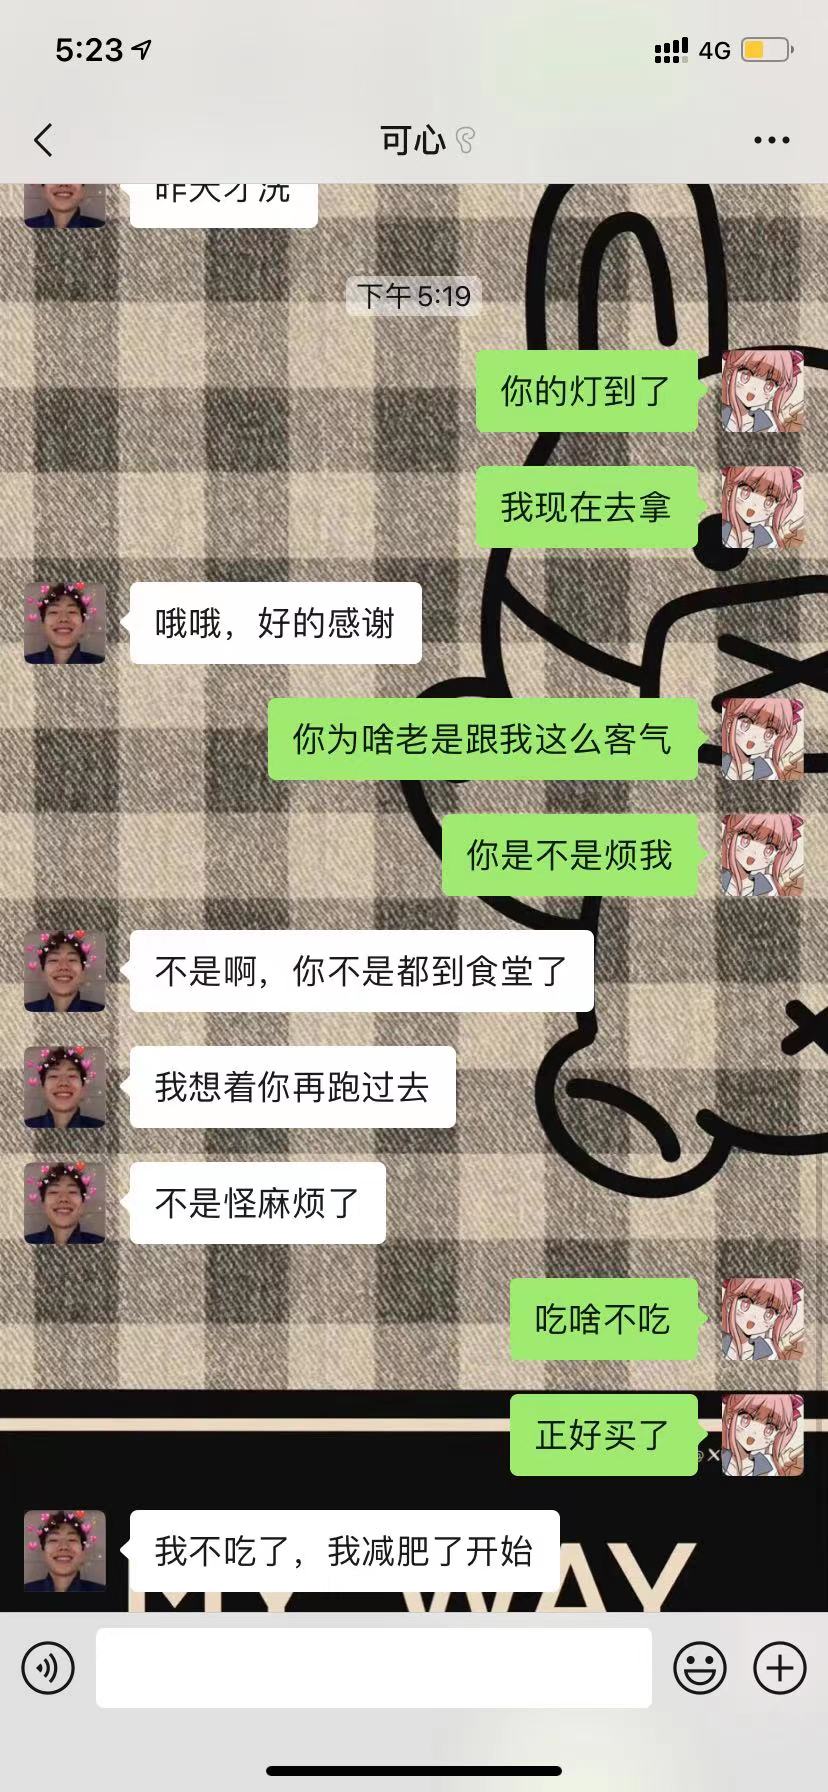 5:23
4G
可心
昨天才洗
下午 5:19
你的灯到了
我现在去拿
哦哦，好的感谢
你为啥老是跟我这么客气
你是不是烦我
不是啊，你不是都到食堂了
我想着你再跑过去
不是怪麻烦了
吃啥不吃
正好买了
我不吃了，我减肥了开始
MY WAY